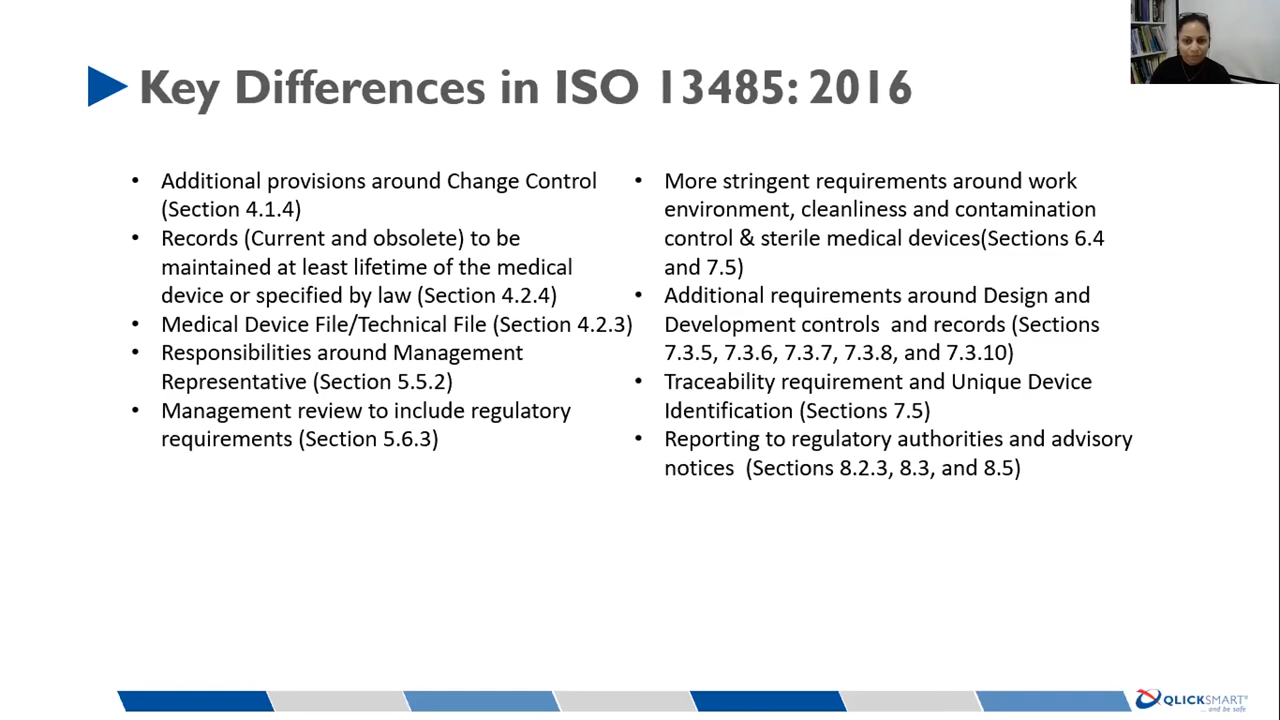 Key Differences in ISO 13485: 2016
• Additional provisions around Change Control
(Section 4.1.4)
• Records (Current and obsolete) to be
maintained at least lifetime of the medical
device or specified by law (Section 4.2.4)
• Medical Device File/Technical File (Section 4.2.3)
• Responsibilities around Management
Representative (Section 5.5.2)
• Management review to include regulatory
requirements (Section 5.6.3)
• More stringent requirements around work
environment, cleanliness and contamination
control & sterile medical devices(Sections 6.4
and 7.5)
• Additional requirements around Design and
Development controls  and records (Sections
7.3.5, 7.3.6, 7.3.7, 7.3.8, and 7.3.10)
• Traceability requirement and Unique Device
Identification (Sections 7.5)
• Reporting to regulatory authorities and advisory
notices  (Sections 8.2.3, 8.3, and 8.5)
QLICKSMART®
... and be safe